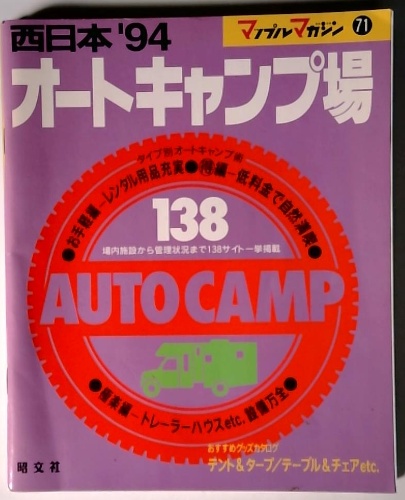 西日本'94
マップルマガジン 71
オートキャンプ場
タイプ別オートキャンプ場
●お手軽編―レンタル用品充実●得編―低料金で自然満喫●
138
場内施設から管理状況まで138サイト一挙掲載
AUTO CAMP
●極楽編―トレーラーハウスetc. 設備万全●
おすすめグッズカタログ
テント&タープ/テーブル&チェアetc.
昭文社